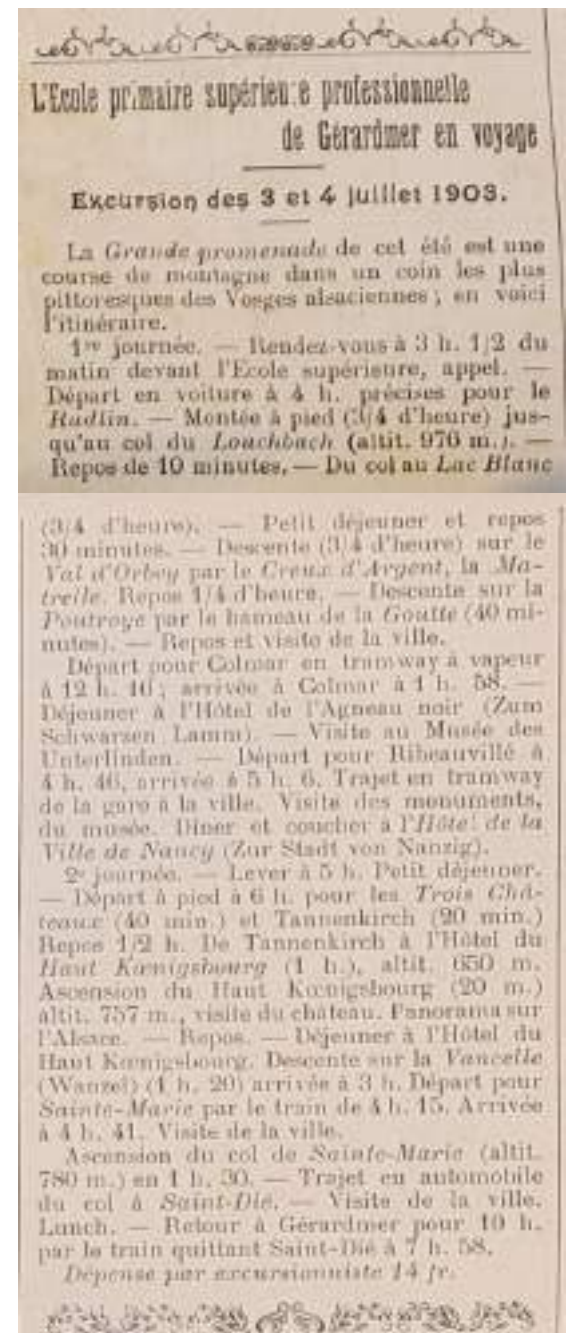 L'Ecole primaire supérieure professionnelle
de Gérardmer en voyage
Excursion des 3 et 4 juillet 1903.
La Grande promenade de cet été est une
course de montagne dans un coin les plus
pittoresques des Vosges alsaciennes ; en voici
l'itinéraire.
1re journée. — Rendez-vous à 3 h. 1/2 du
matin devant l'Ecole supérieure, appel. —
Départ en voiture à 4 h. précises pour le
Rudlin. — Montée à pied (3/4 d'heure) jus-
qu'au col du Louchbach (altit. 976 m.). —
Repos de 10 minutes. — Du col au Lac Blanc
(3/4 d'heure). — Petit déjeuner et repos
30 minutes. — Descente (3/4 d'heure) sur le
Val d'Orbey par le Creux d'Argent, la Ma-
trelle. Repos 1/4 d'heure. — Descente sur la
Poutroye par le hameau de la Goutte (40 mi-
nutes). — Repos et visite de la ville.
Départ pour Colmar en tramway à vapeur
à 12 h. 16 ; arrivée à Colmar à 1 h. 58. —
Déjeuner à l'Hôtel de l'Agneau noir (Zum
Schwarzen Lamm). — Visite au Musée des
Unterlinden. — Départ pour Ribeauvillé à
4 h. 46, arrivée à 5 h. 6. Trajet en tramway
de la gare à la ville. Visite des monuments,
du musée. Diner et coucher à l'Hôtel de la
Ville de Nancy (Zur Stadt von Nanzig).
2e journée. — Lever à 5 h. Petit déjeuner.
— Départ à pied à 6 h. pour les Trois Châ-
teaux (40 min.) et Tannenkirch (20 min.)
Repos 1/2 h. De Tannenkirch à l'Hôtel du
Haut Kœnigsbourg (1 h.), altit. 650 m.
Ascension du Haut Kœnigsbourg (20 m.)
altit. 757 m., visite du château. Panorama sur
l'Alsace. — Repos. — Déjeuner à l'Hôtel du
Haut Kœnigsbourg. Descente sur la Vancelle
(Wanzel) (1 h. 20) arrivée à 3 h. Départ pour
Sainte-Marie par le train de 4 h. 15. Arrivée
à 4 h. 41. Visite de la ville.
Ascension du col de Sainte-Marie (altit.
780 m.) en 1 h. 30. — Trajet en automobile
du col à Saint-Dié. — Visite de la ville.
Lunch. — Retour à Gérardmer pour 10 h.
par le train quittant Saint-Dié à 7 h. 58.
Dépense par excursionniste 14 fr.